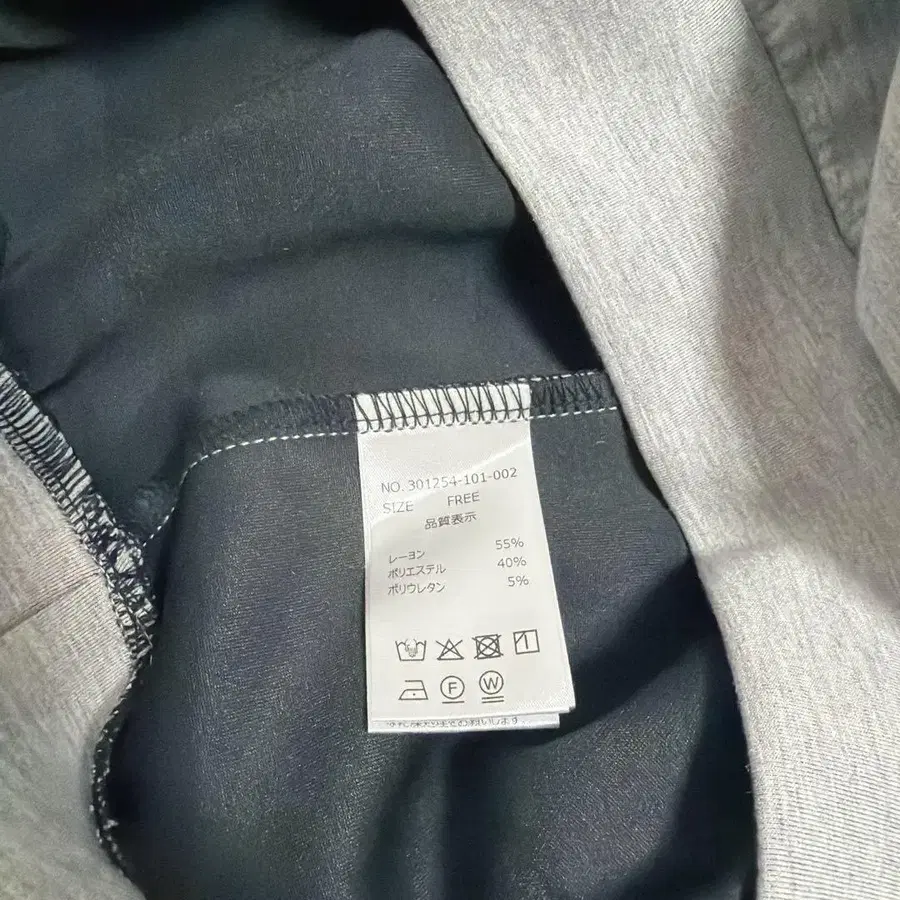 NO. 301254-101-002
SIZE FREE
品質表示
レーヨン 55%
ポリエステル 40%
ポリウレタン 5%
F W